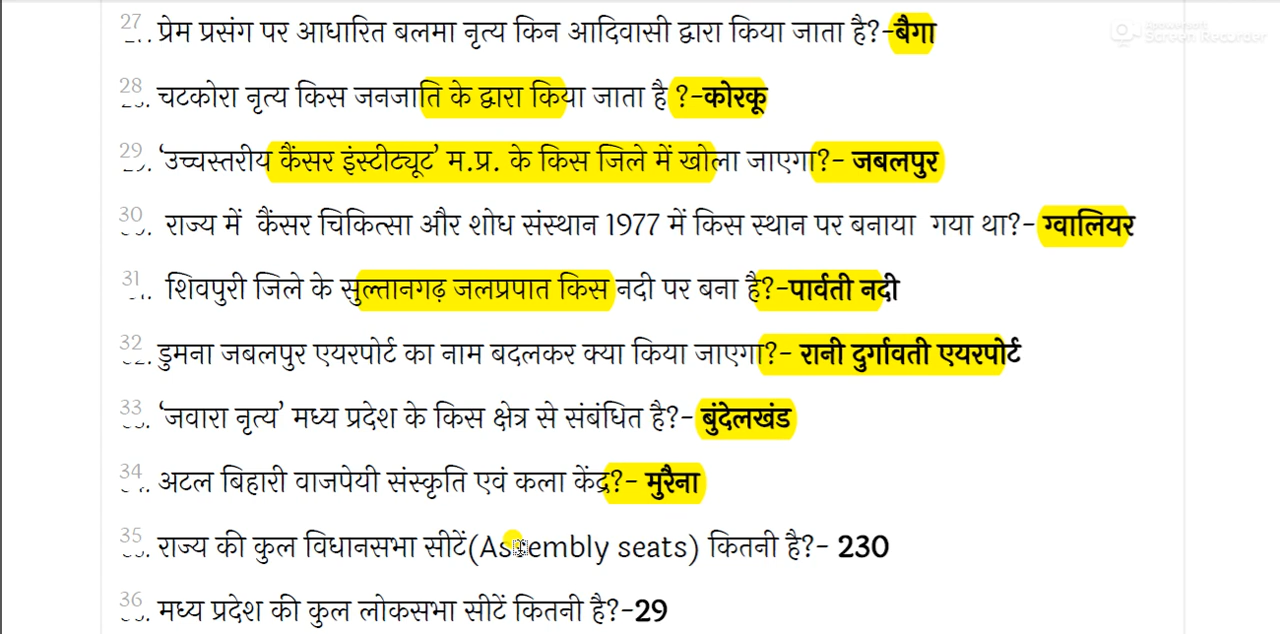 27. प्रेम प्रसंग पर आधारित बलमा नृत्य किन आदिवासी द्वारा किया जाता है?-बैगा
Apowersoft
Screen Recorder
28. चटकोरा नृत्य किस जनजाति के द्वारा किया जाता है ?-कोरकू
29. ‘उच्चस्तरीय कैंसर इंस्टीट्यूट’ म.प्र. के किस जिले में खोला जाएगा?- जबलपुर
30. राज्य में कैंसर चिकित्सा और शोध संस्थान 1977 में किस स्थान पर बनाया गया था?- ग्वालियर
31. शिवपुरी जिले के सुल्तानगढ़ जलप्रपात किस नदी पर बना है?-पार्वती नदी
32. डुमना जबलपुर एयरपोर्ट का नाम बदलकर क्या किया जाएगा?- रानी दुर्गावती एयरपोर्ट
33. ‘जवारा नृत्य’ मध्य प्रदेश के किस क्षेत्र से संबंधित है?- बुंदेलखंड
34. अटल बिहारी वाजपेयी संस्कृति एवं कला केंद्र?- मुरैना
35. राज्य की कुल विधानसभा सीटें(Assembly seats) कितनी है?- 230
36. मध्य प्रदेश की कुल लोकसभा सीटें कितनी है?-29